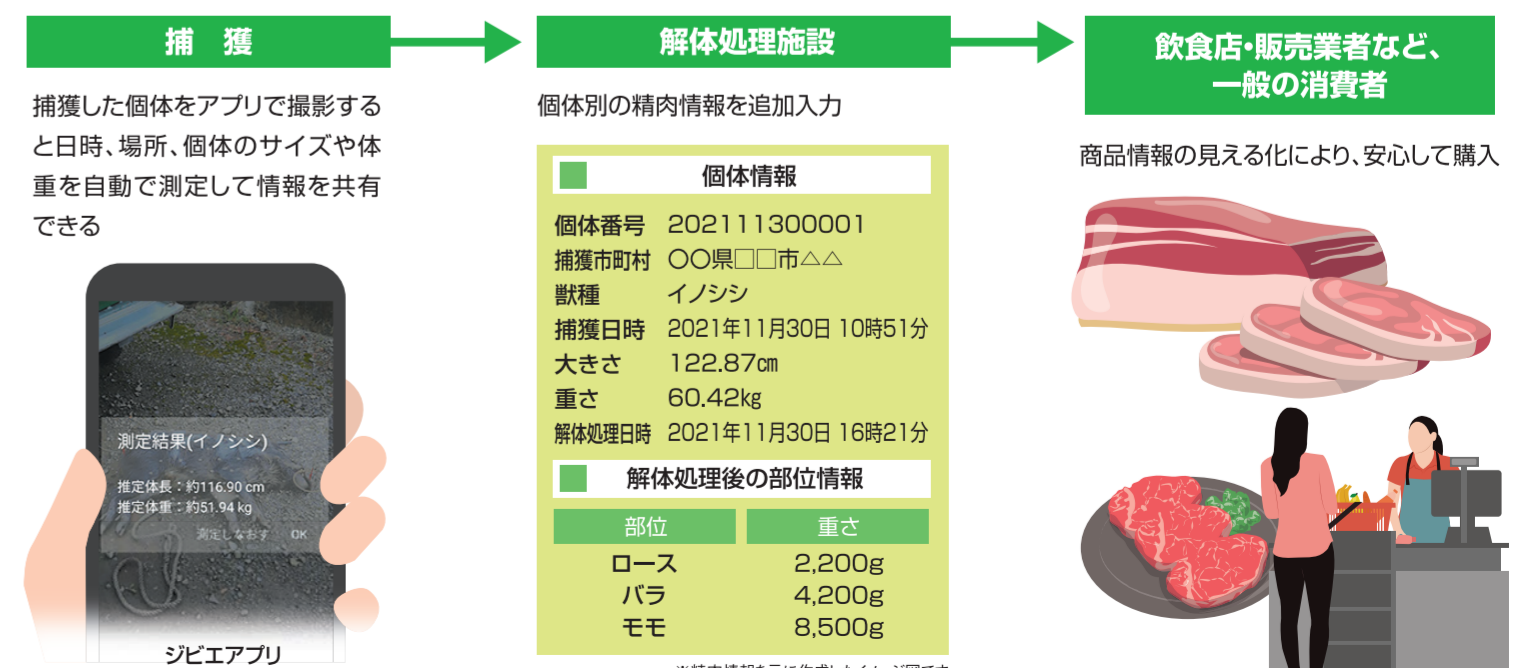 捕　獲
捕獲した個体をアプリで撮影する
と日時、場所、個体のサイズや体
重を自動で測定して情報を共有
できる
測定結果(イノシシ)
推定体長：約116.90 cm
推定体重：約51.94 kg
測定しなおす OK
ジビエアプリ
解体処理施設
個体別の精肉情報を追加入力
個体情報
個体番号 202111300001
捕獲市町村 〇〇県□□市△△
獣種 イノシシ
捕獲日時 2021年11月30日 10時51分
大きさ 122.87㎝
重さ 60.42㎏
解体処理日時 2021年11月30日 16時21分
解体処理後の部位情報
部位 重さ
ロース 2,200g
バラ 4,200g
モモ 8,500g
飲食店・販売業者など、
一般の消費者
商品情報の見える化により、安心して購入